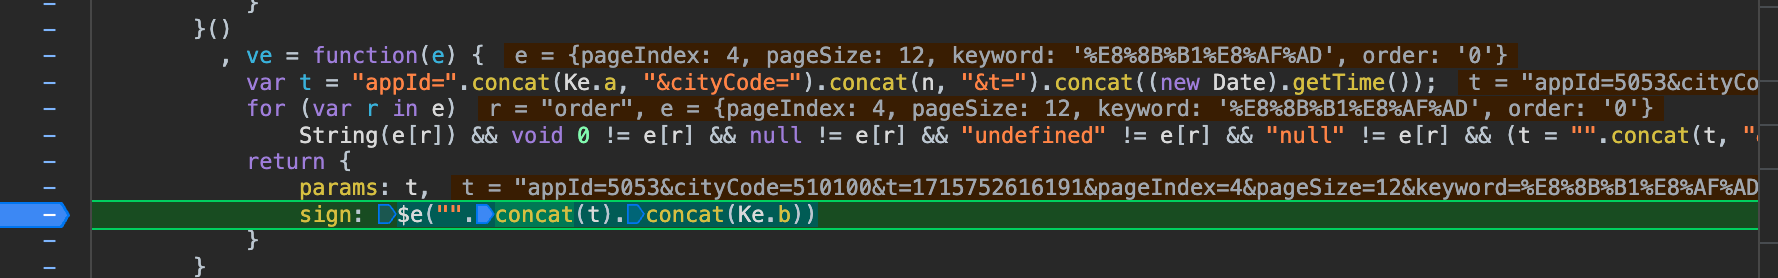 }
}()
, ve = function(e) { e = {pageIndex: 4, pageSize: 12, keyword: '%E8%8B%B1%E8%AF%AD', order: '0'}
var t = "appId=".concat(Ke.a, "&cityCode=").concat(n, "&t=").concat((new Date).getTime()); t = "appId=5053&cityCo
for (var r in e) r = "order", e = {pageIndex: 4, pageSize: 12, keyword: '%E8%8B%B1%E8%AF%AD', order: '0'}
String(e[r]) && void 0 != e[r] && null != e[r] && "undefined" != e[r] && "null" != e[r] && (t = "".concat(t, "
return {
params: t, t = "appId=5053&cityCode=510100&t=1715752616191&pageIndex=4&pageSize=12&keyword=%E8%8B%B1%E8%AF%AD
sign: $e("".concat(t).concat(Ke.b))
}
}